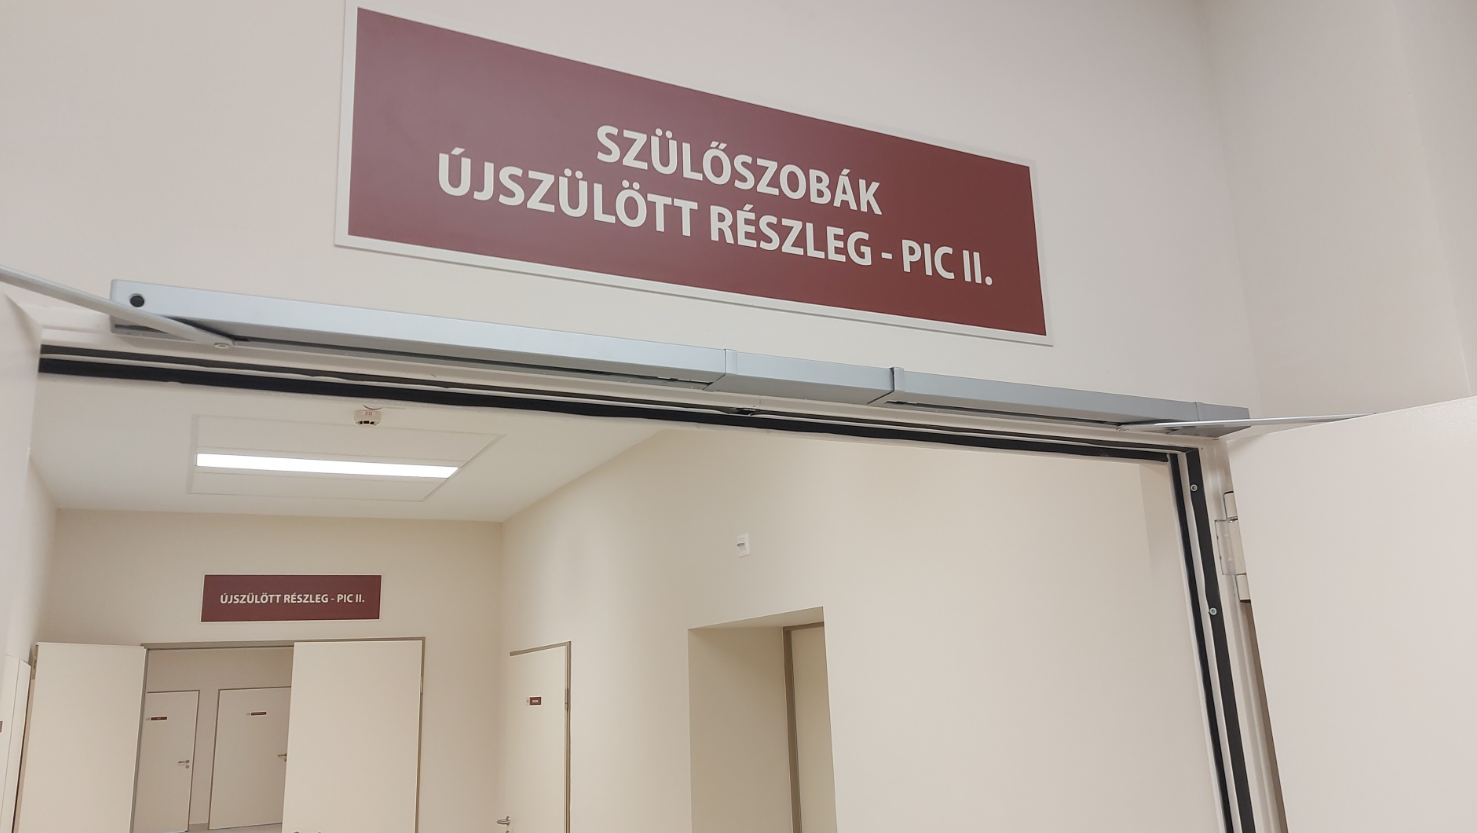 SZÜLŐSZOBÁK
ÚJSZÜLÖTT RÉSZLEG - PIC II.
ÚJSZÜLÖTT RÉSZLEG - PIC II.